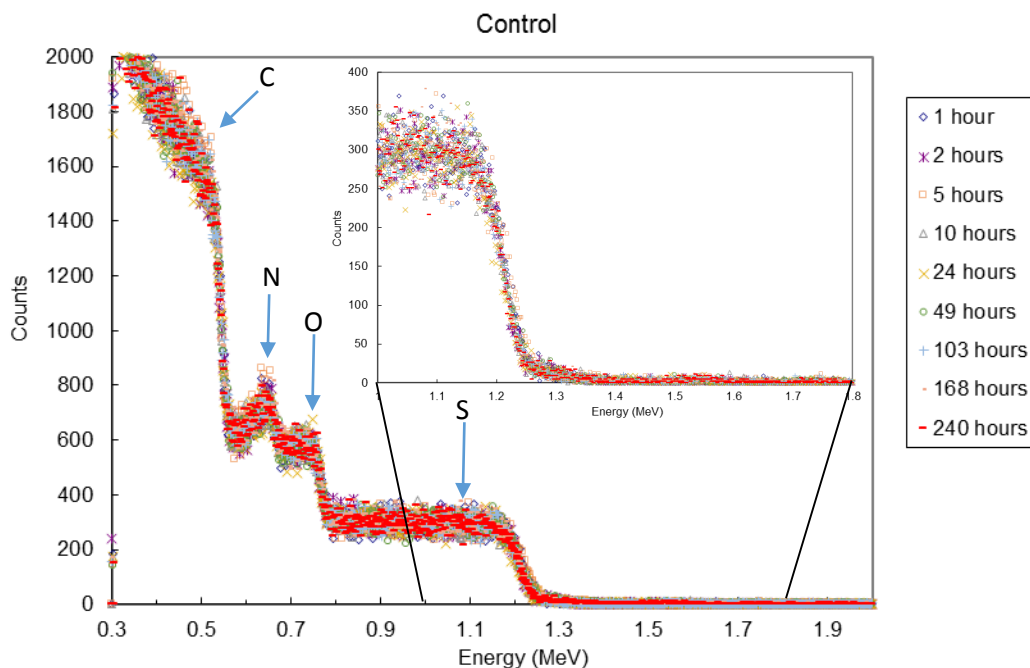 Control
2000
1800
1600
1400
1200
1000
800
600
400
200
0
Counts
0.3
0.5
0.7
0.9
1.1
1.3
1.5
1.7
1.9
Energy (MeV)
C
N
O
S
400
350
300
250
200
150
100
50
0
Counts
1
1.1
1.2
1.3
1.4
1.5
1.6
1.7
1.8
Energy (MeV)
1 hour
2 hours
5 hours
10 hours
24 hours
49 hours
103 hours
168 hours
240 hours